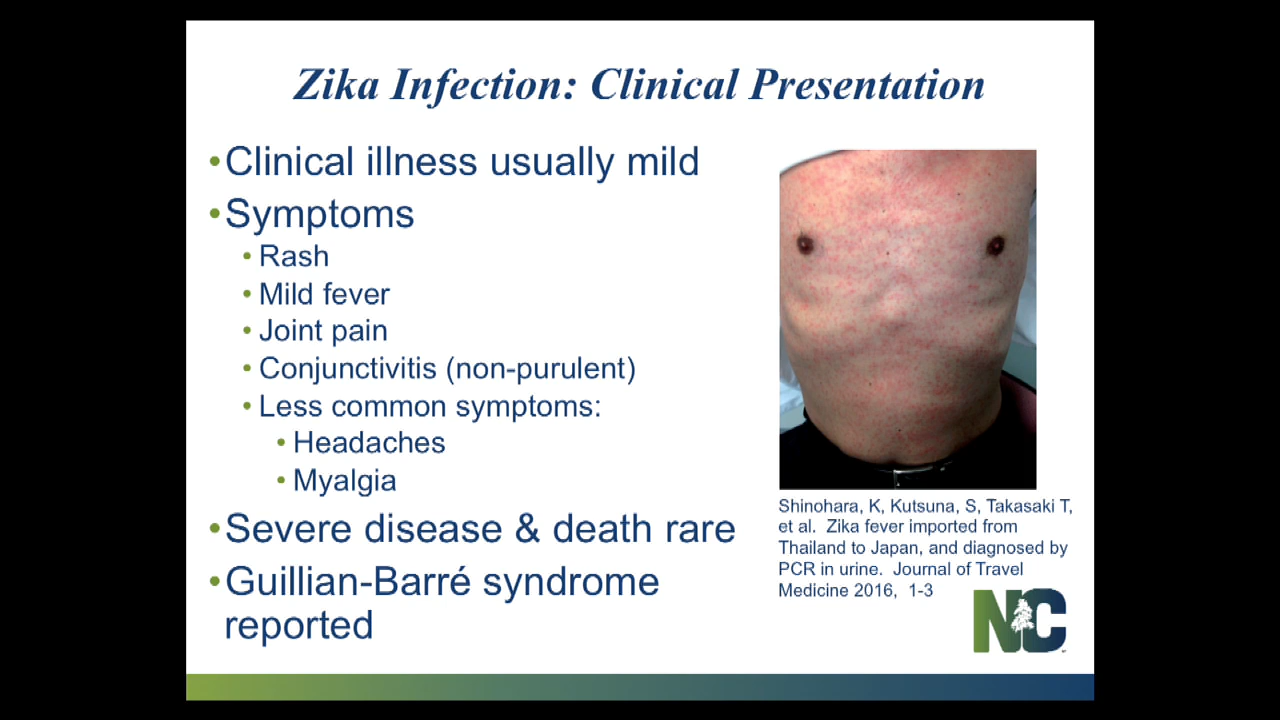 Zika Infection: Clinical Presentation
•Clinical illness usually mild
•Symptoms
•Rash
•Mild fever
•Joint pain
•Conjunctivitis (non-purulent)
•Less common symptoms:
•Headaches
•Myalgia
•Severe disease & death rare
•Guillian-Barré syndrome
reported
Shinohara, K, Kutsuna, S, Takasaki T,
et al. Zika fever imported from
Thailand to Japan, and diagnosed by
PCR in urine. Journal of Travel
Medicine 2016, 1-3
NC